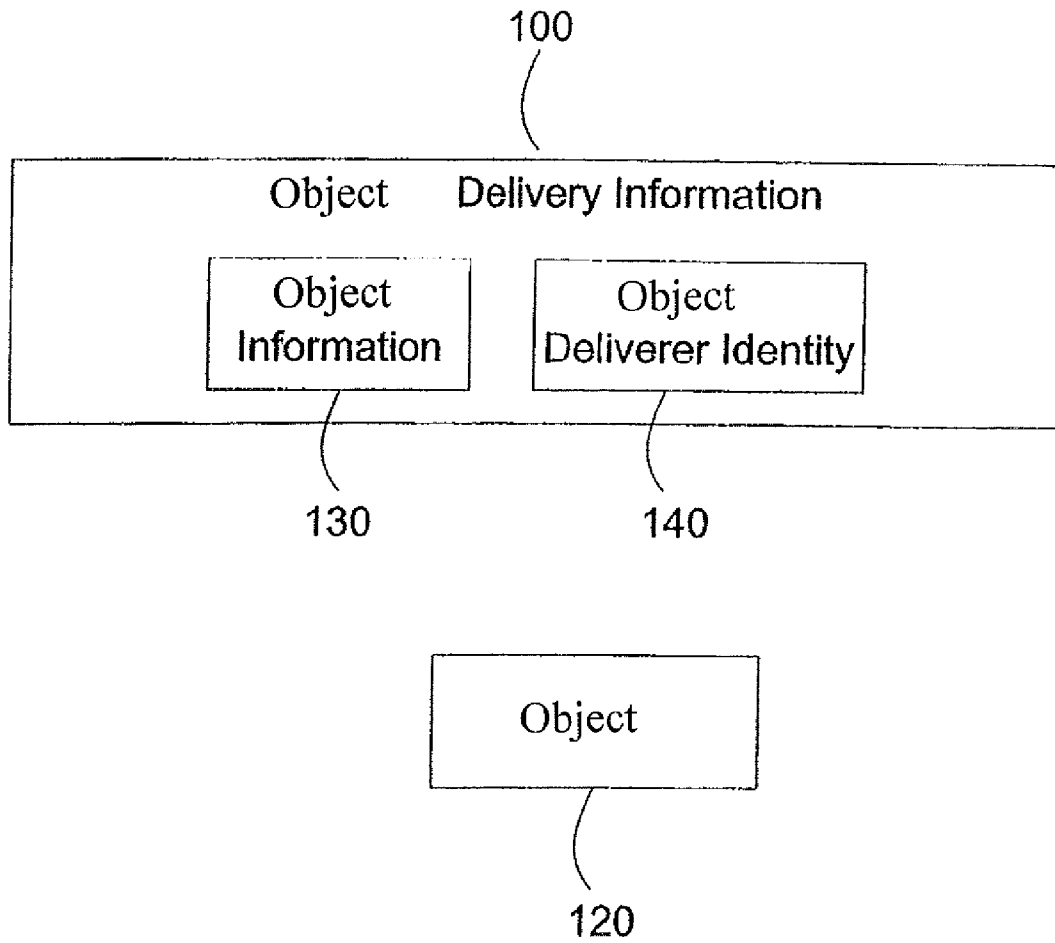 100
Object Delivery Information
Object
Information
Object
Deliverer Identity
130
140
Object
120